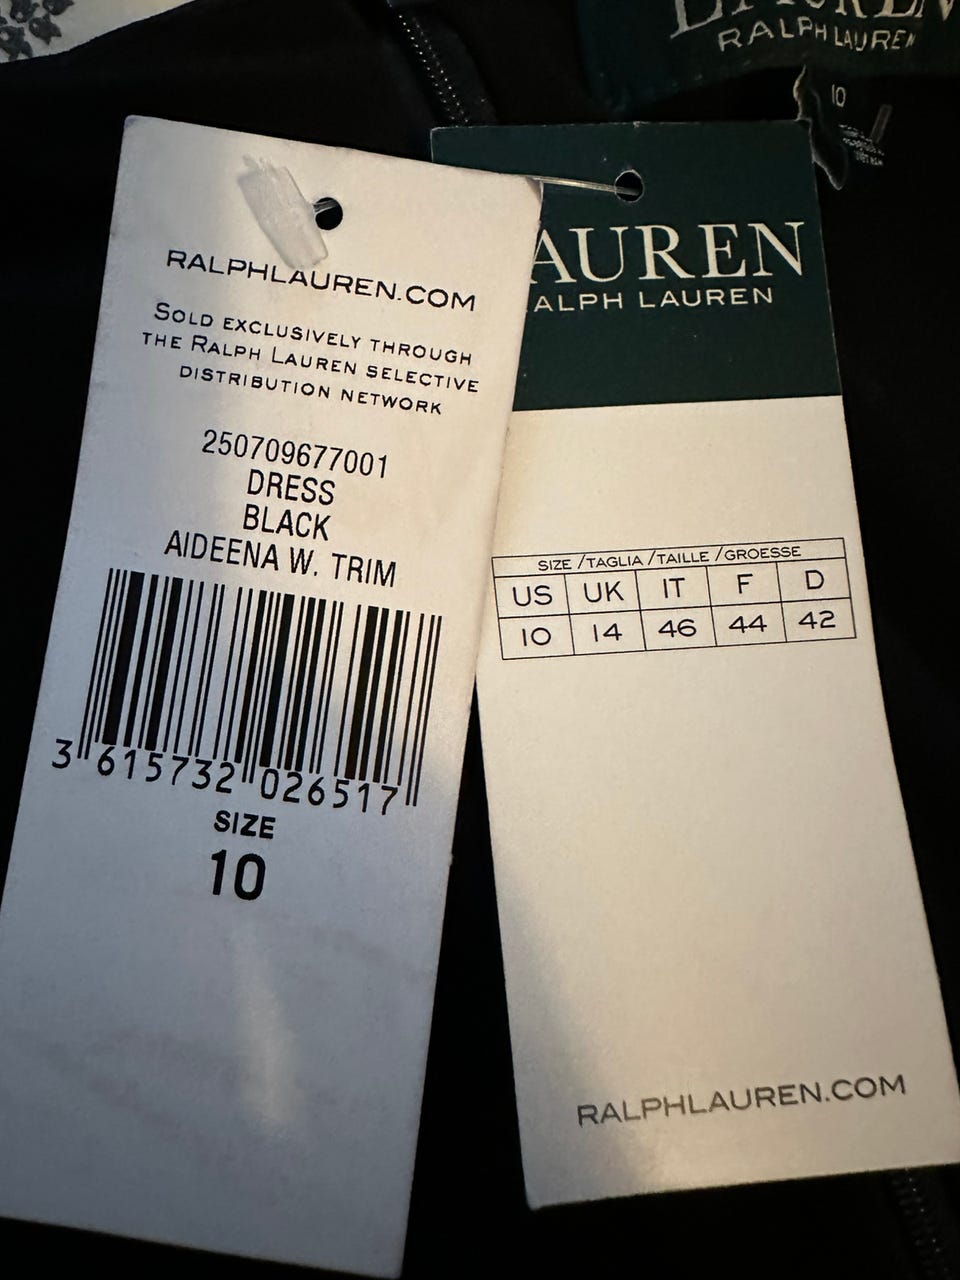 RALPH LAUREN
10
RALPHLAUREN.COM
SOLD EXCLUSIVELY THROUGH
THE RALPH LAUREN SELECTIVE
DISTRIBUTION NETWORK
250709677001
DRESS
BLACK
AIDEENA W. TRIM
3 615732 026517
SIZE
10
AUREN
ALPH LAUREN
SIZE /TAGLIA /TAILLE /GROESSE
US UK IT F D
10 14 46 44 42
RALPHLAUREN.COM